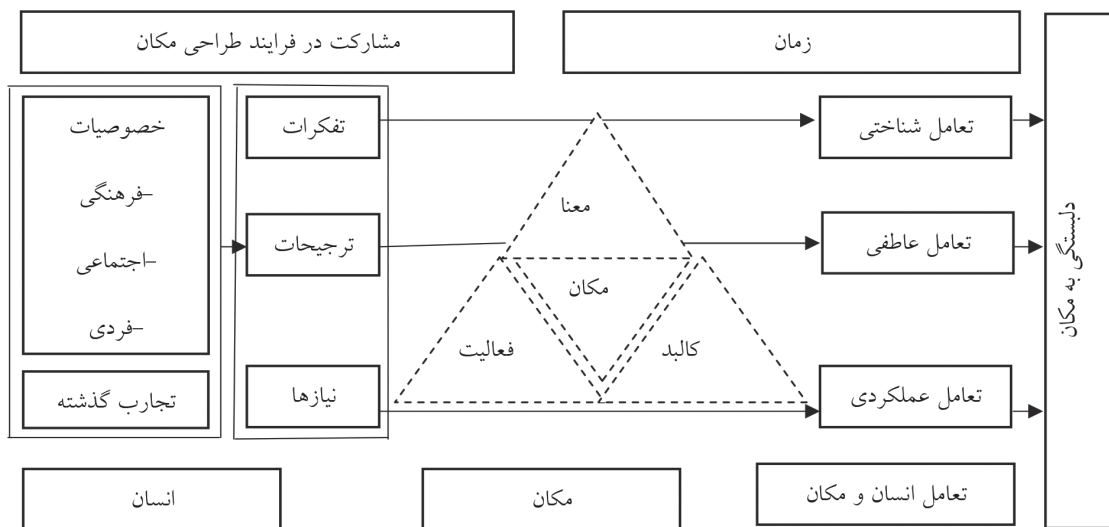 مشارکت در فرایند طراحی مکان
زمان
خصوصیات
-فرهنگی
-اجتماعی
-فردی
تجارب گذشته
تفکرات
ترجیحات
نیازها
معنا
مکان
فعالیت
کالبد
تعامل شناختی
تعامل عاطفی
تعامل عملکردی
دلبستگی به مکان
انسان
مکان
تعامل انسان و مکان